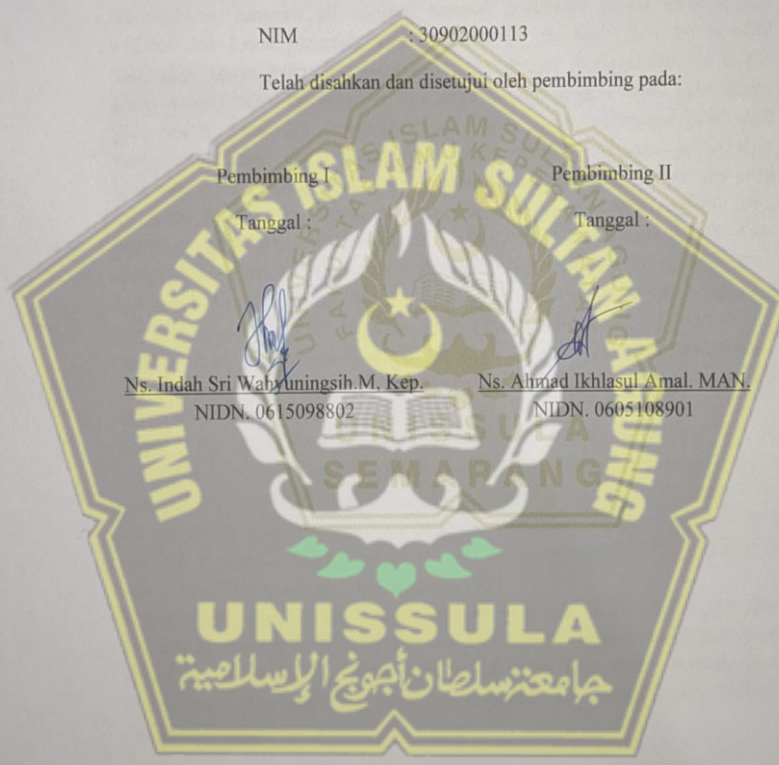 NIM : 30902000113
Telah disahkan dan disetujui oleh pembimbing pada:
Pembimbing I Pembimbing II
Tanggal : Tanggal :
Ns. Indah Sri Wahyuningsih.M, Kep. Ns. Ahmad Ikhlasul Amal. MAN.
NIDN. 0615098802 NIDN. 0605108901
UNIVERSITAS ISLAM SULTAN AGUNG
UNISSULA
SEMARANG
UNISSULA
جامعة سلطان أجونج الإسلامية